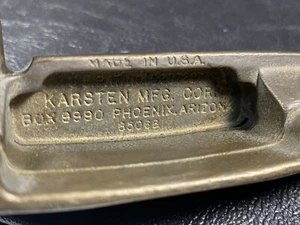 MADE IN U.S.A.
KARSTEN MFG. CORP
BOX 9990 PHOENIX, ARIZONA
85068